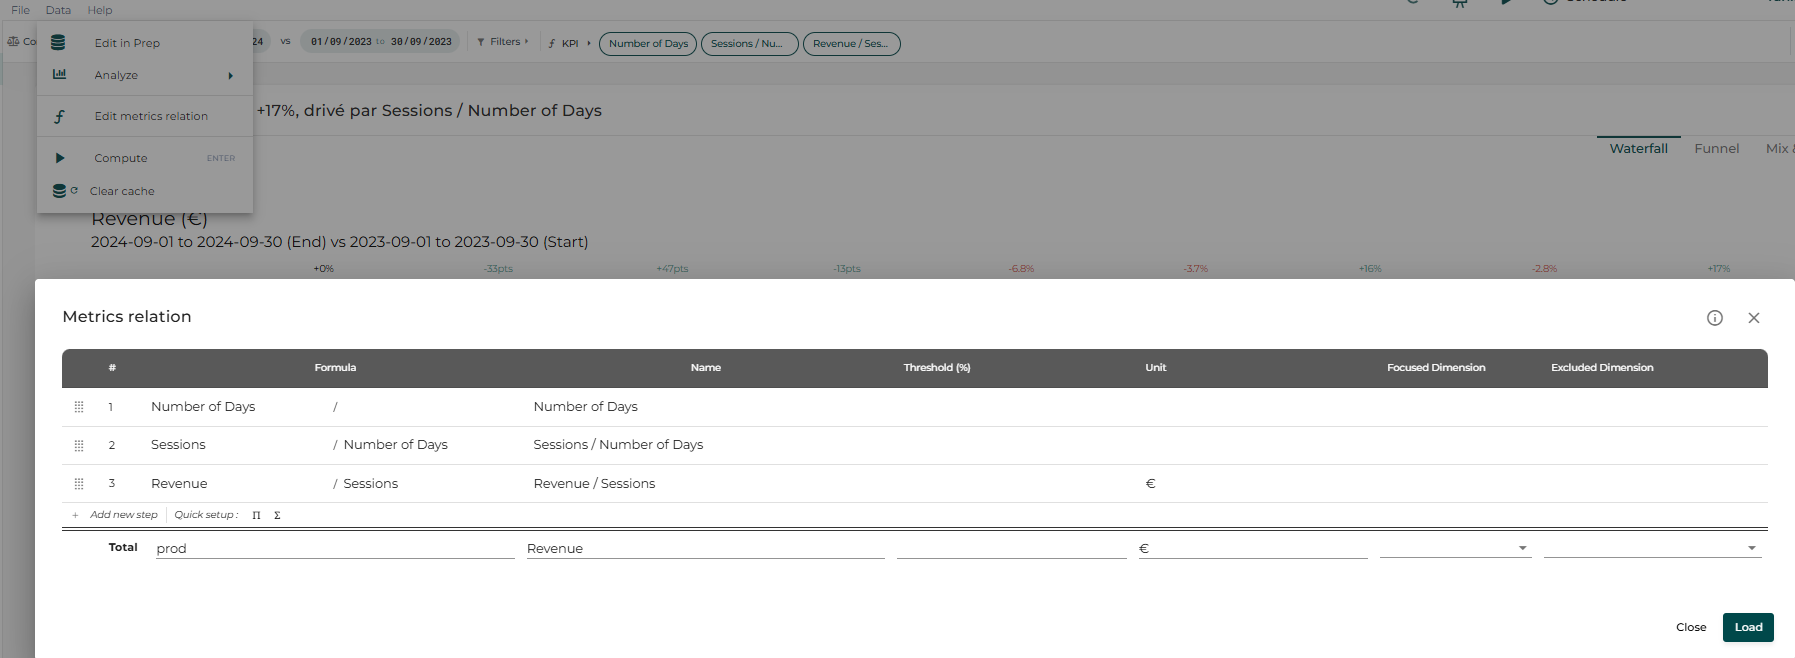 File Data Help
Edit in Prep
24 vs 01/09/2023 to 30/09/2023 Filters KPI Number of Days Sessions / Nu... Revenue / Ses...
Analyze
Edit metrics relation
+17%, drivé par Sessions / Number of Days
Compute ENTER
Waterfall Funnel Mix
Clear cache
Revenue (€)
2024-09-01 to 2024-09-30 (End) vs 2023-09-01 to 2023-09-30 (Start)
+0% -33pts +47pts -13pts -6.8% -3.7% +16% -2.8% +17%
Metrics relation
# Formula Name Threshold (%) Unit Focused Dimension Excluded Dimension
1 Number of Days / Number of Days
2 Sessions / Number of Days Sessions / Number of Days
3 Revenue / Sessions Revenue / Sessions €
+ Add new step Quick setup : Π Σ
Total prod Revenue €
Close Load